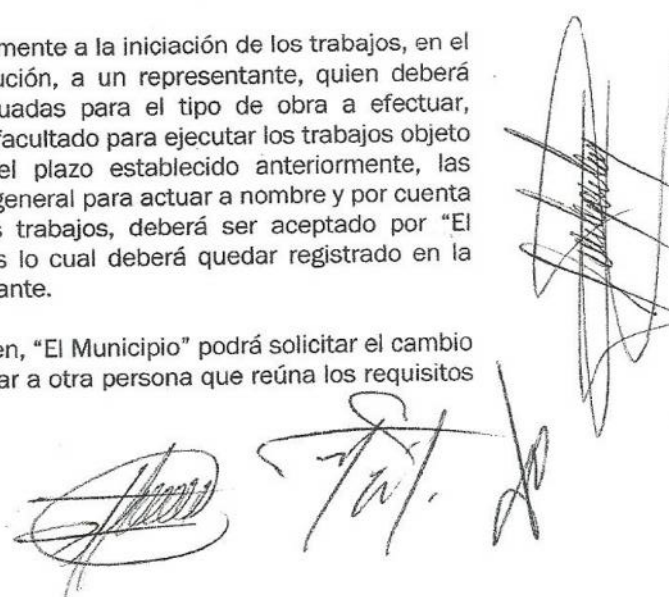 mente a la iniciación de los trabajos, en el
ución, a un representante, quien deberá
uadas para el tipo de obra a efectuar,
facultado para ejecutar los trabajos objeto
el plazo establecido anteriormente, las
general para actuar a nombre y por cuenta
s trabajos, deberá ser aceptado por “El
s lo cual deberá quedar registrado en la
ante.
en, “El Municipio” podrá solicitar el cambio
ar a otra persona que reúna los requisitos